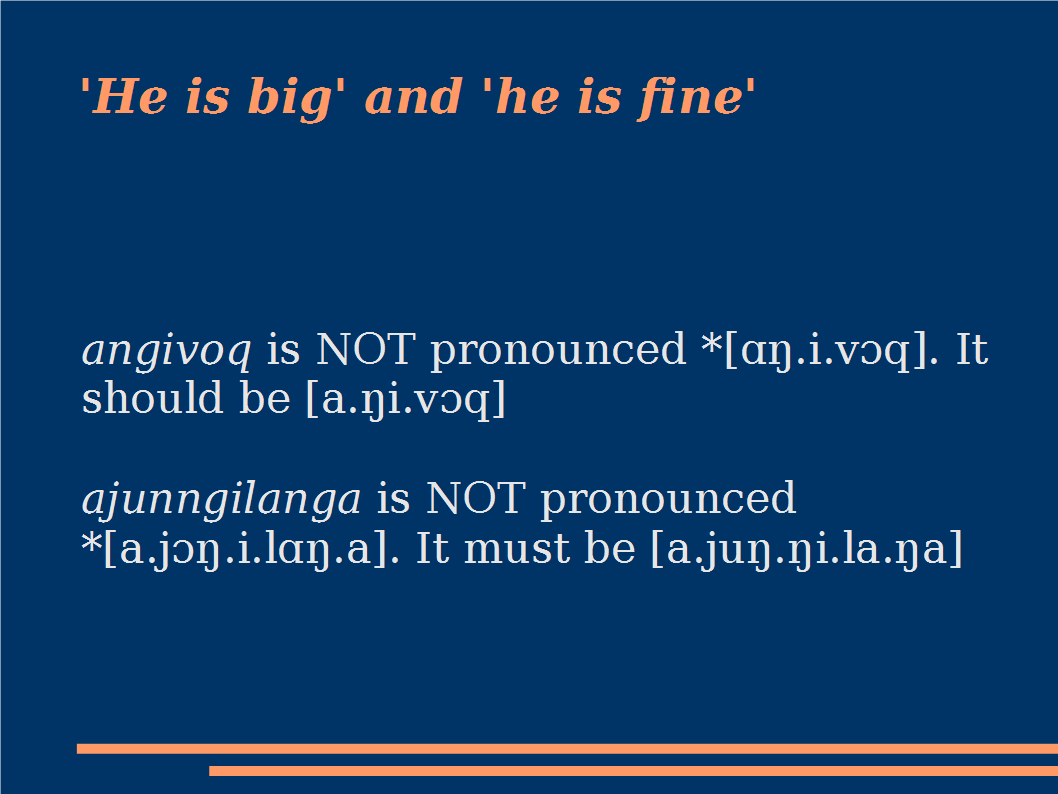 'He is big' and 'he is fine'
angivoq is NOT pronounced *[ɑŋ.i.vɔq]. It
should be [a.ŋi.vɔq]
ajunngilanga is NOT pronounced
*[a.jɔŋ.i.lɑŋ.a]. It must be [a.juŋ.ŋi.la.ŋa]